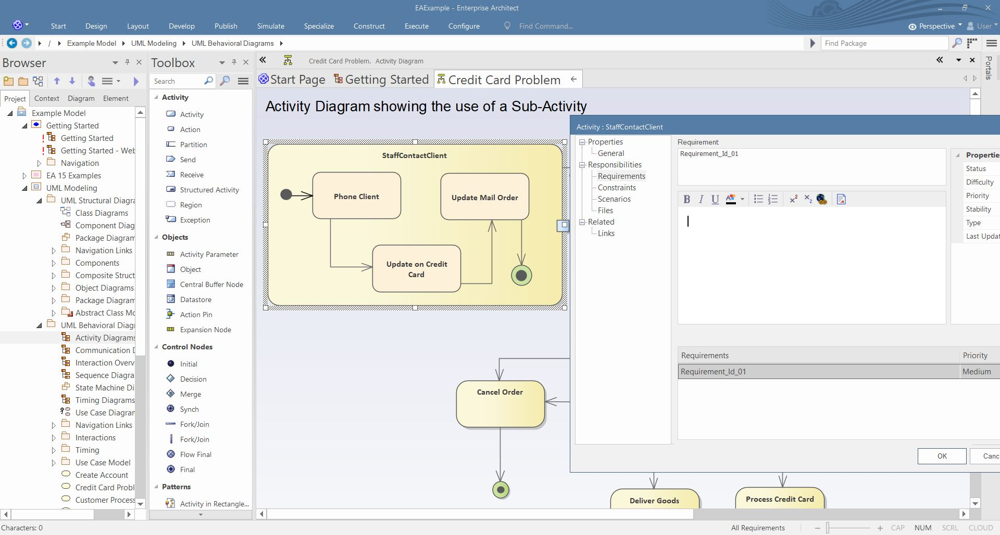 EAExample - Enterprise Architect
Start Design Layout Develop Publish Simulate Specialize Construct Execute Configure Find Command... Perspective User
/ Example Model UML Modeling UML Behavioral Diagrams Find Package
Browser
Project Context Diagram Element
Example Model
Getting Started
Getting Started
Getting Started - Web
Navigation
EA 15 Examples
UML Modeling
UML Structural Diagra
Class Diagrams
Component Diag
Package Diagram
Navigation Links
Components
Composite Struct
Object Diagrams
Package Diagram
Abstract Class Mo
UML Behavioral Diag
Activity Diagrams
Communication D
Interaction Overv
Sequence Diagra
State Machine Di
Timing Diagrams
Use Case Diagran
Navigation Links
Interactions
Timing
Use Case Model
Create Account
Credit Card Probl
Customer Process
Toolbox
Search
Activity
Activity
Action
Partition
Send
Receive
Structured Activity
Region
Exception
Objects
Activity Parameter
Object
Central Buffer Node
Datastore
Action Pin
Expansion Node
Control Nodes
Initial
Decision
Merge
Synch
Fork/Join
Fork/Join
Flow Final
Final
Patterns
Activity in Rectangle...
Credit Card Problem. Activity Diagram
Start Page Getting Started Credit Card Problem
Portals
Activity Diagram showing the use of a Sub-Activity
StaffContactClient
Phone Client
Update Mail Order
Update on Credit
Card
Cancel Order
Deliver Goods
Process Credit Card
Activity : StaffContactClient
Properties
General
Responsibilities
Requirements
Constraints
Scenarios
Files
Related
Links
Requirement:
Requirement_Id_01
B I U A
Properties
Status
Difficulty
Priority
Stability
Type
Last Updat
Requirements Priority
Requirement_Id_01 Medium
OK Canc
Characters: 0 All Requirements CAP NUM SCRL CLOUD